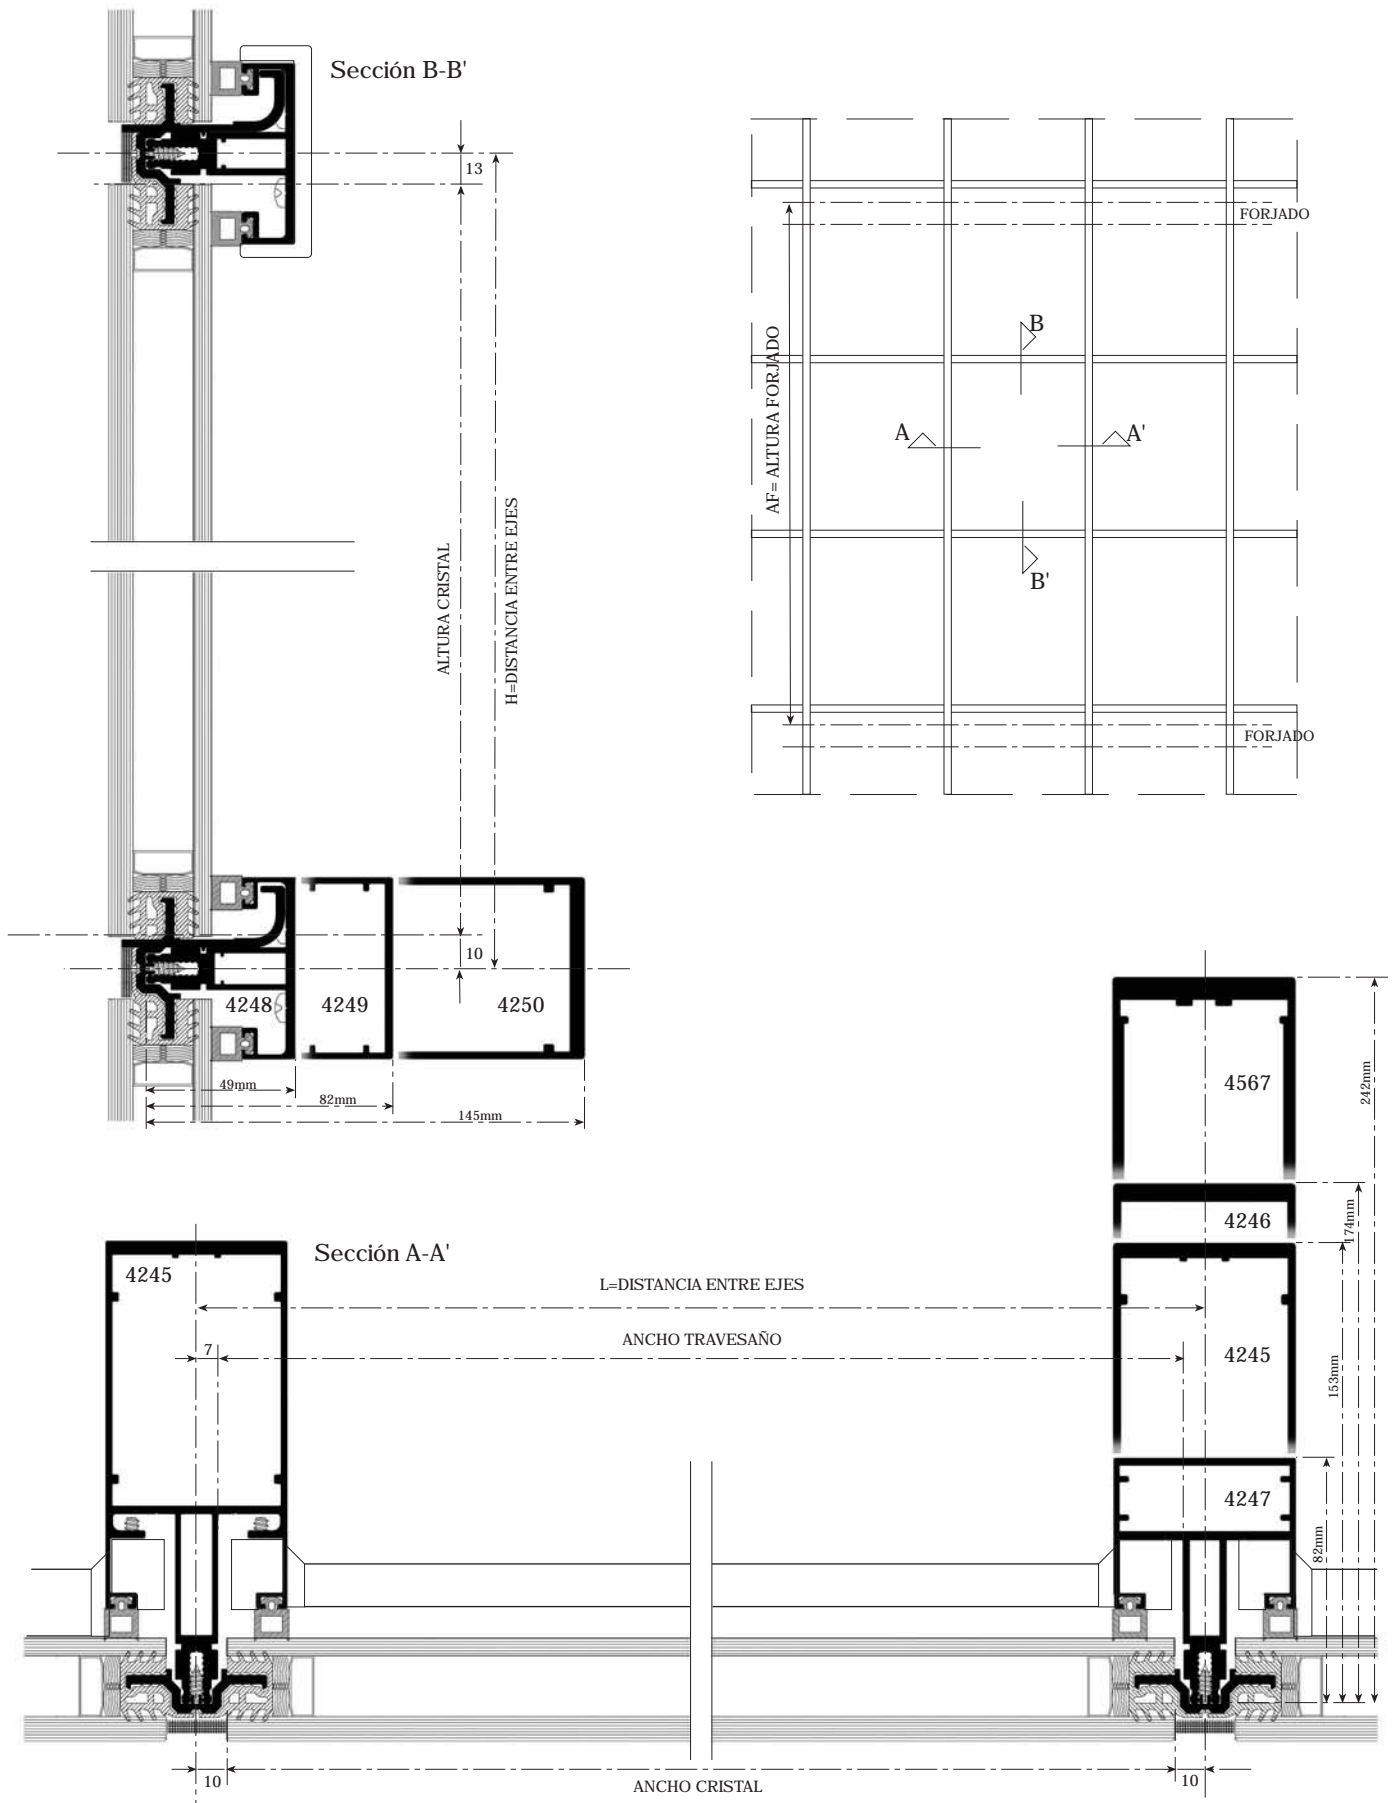 Sección B-B'
13
FORJADO
B
AF= ALTURA FORJADO
A
A'
ALTURA CRISTAL
H=DISTANCIA ENTRE EJES
B'
FORJADO
10
4248
4249
4250
49mm
82mm
145mm
4567
242mm
4246
174mm
Sección A-A'
4245
L=DISTANCIA ENTRE EJES
ANCHO TRAVESAÑO
7
4245
153mm
4247
82mm
10
ANCHO CRISTAL
10